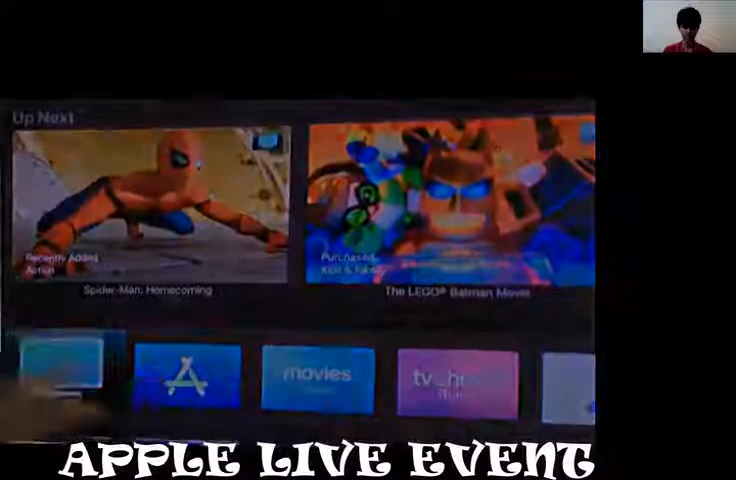 Up Next
Recently Added
Action
Purchased
Kids & Family
Spider-Man: Homecoming
The LEGO® Batman Movie
movies
APPLE LIVE EVENT